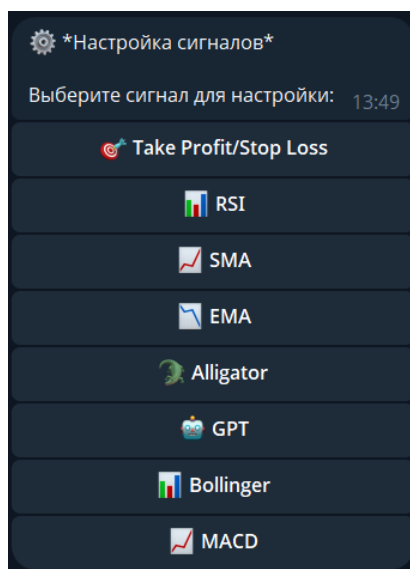 ⚙️ *Настройка сигналов*
Выберите сигнал для настройки: 13:49
🎯 Take Profit/Stop Loss
📊 RSI
📈 SMA
📉 EMA
🐊 Alligator
🤖 GPT
📊 Bollinger
📈 MACD